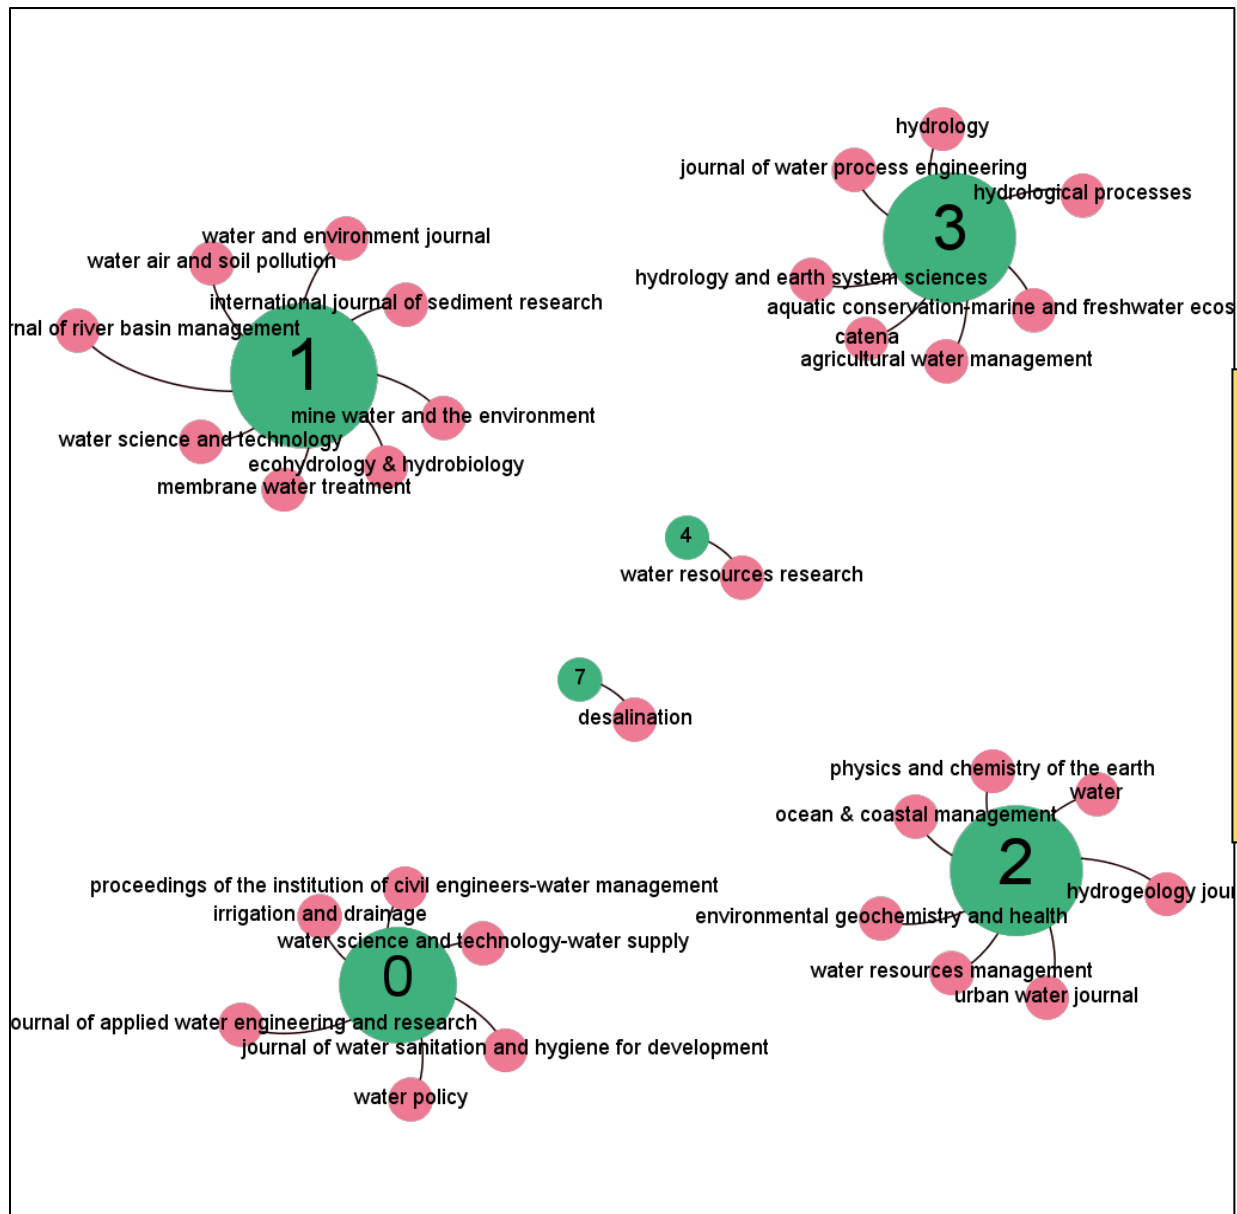 hydrology
journal of water process engineering
hydrological processes
3
hydrology and earth system sciences
aquatic conservation-marine and freshwater ecos
catena
agricultural water management
water and environment journal
water air and soil pollution
international journal of sediment research
rnal of river basin management
1
mine water and the environment
water science and technology
ecohydrology & hydrobiology
membrane water treatment
4
water resources research
7
desalination
physics and chemistry of the earth
water
ocean & coastal management
2
hydrogeology jour
environmental geochemistry and health
water resources management
urban water journal
proceedings of the institution of civil engineers-water management
irrigation and drainage
water science and technology-water supply
0
ournal of applied water engineering and research
journal of water sanitation and hygiene for development
water policy